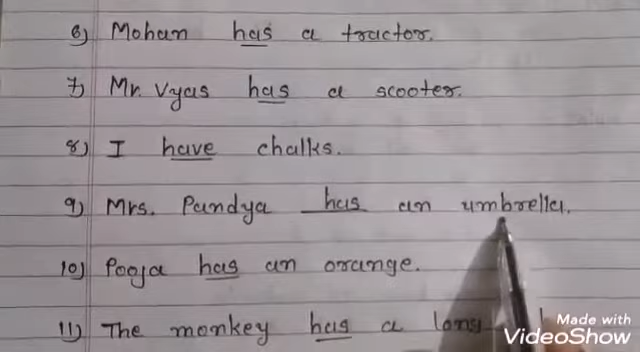 6) Mohan has a tractor.
7) Mr. Vyas has a scooter.
8) I have chalks.
9) Mrs. Pandya has an umbrella.
10) Pooja has an orange.
11) The monkey has a long
Made with
VideoShow